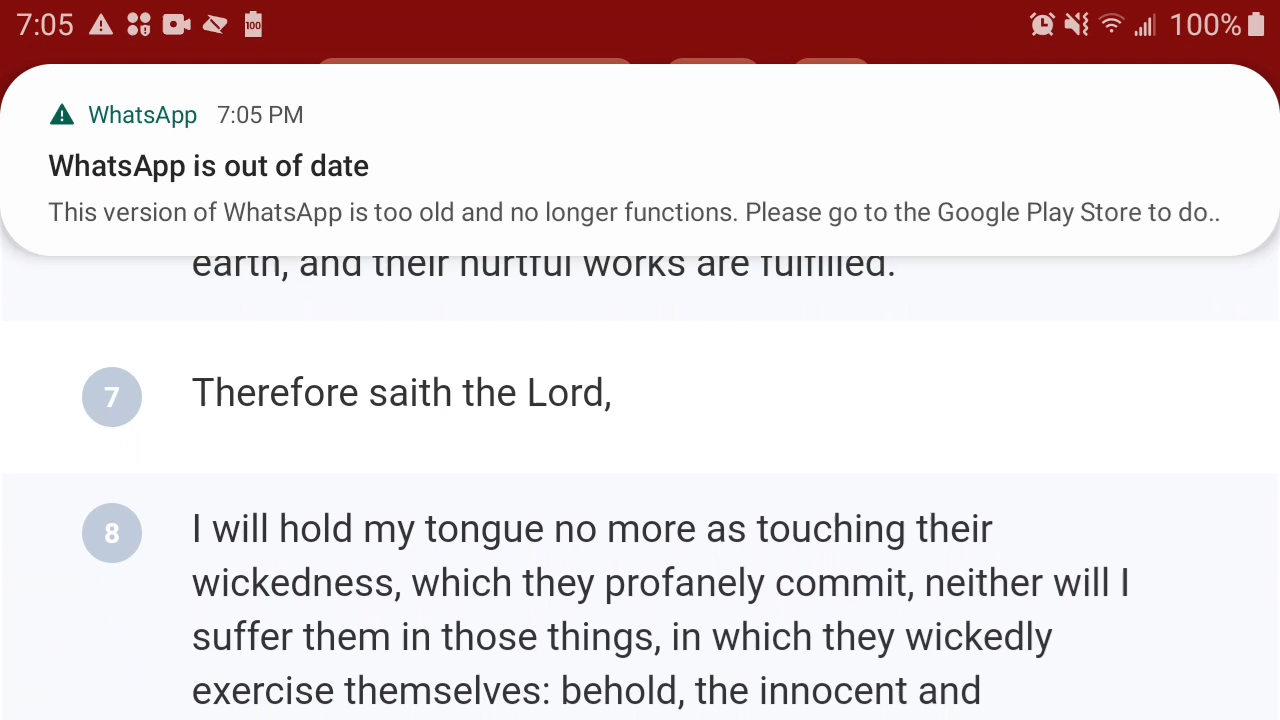 7:05 100 100%
WhatsApp 7:05 PM
WhatsApp is out of date
This version of WhatsApp is too old and no longer functions. Please go to the Google Play Store to do..
earth, and their hurtful works are fulfilled.
7 Therefore saith the Lord,
8 I will hold my tongue no more as touching their
wickedness, which they profanely commit, neither will I
suffer them in those things, in which they wickedly
exercise themselves: behold, the innocent and